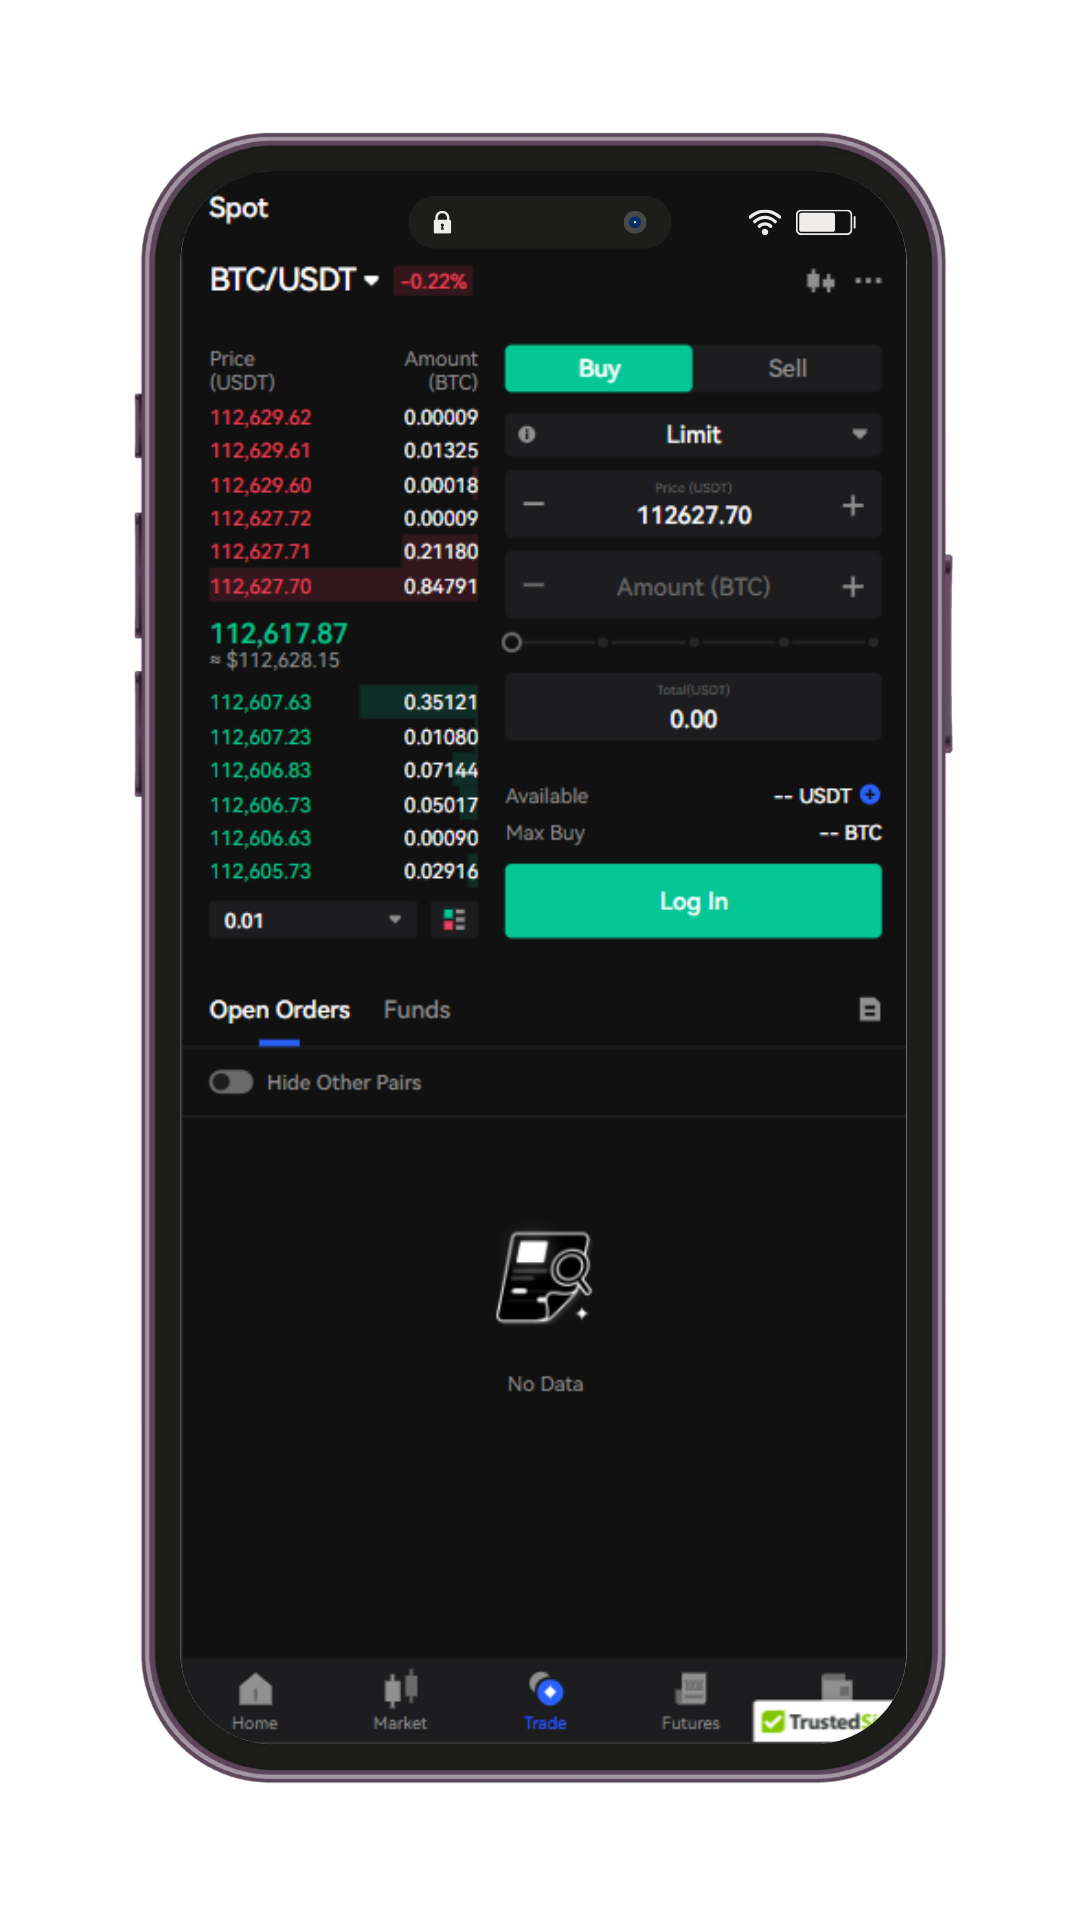 Spot
BTC/USDT -0.22%
Price (USDT) Amount (BTC)
112,629.62 0.00009
112,629.61 0.01325
112,629.60 0.00018
112,627.72 0.00009
112,627.71 0.21180
112,627.70 0.84791
112,617.87
≈ $112,628.15
112,607.63 0.35121
112,607.23 0.01080
112,606.83 0.07144
112,606.73 0.05017
112,606.63 0.00090
112,605.73 0.02916
0.01
Buy Sell
Limit
Price (USDT)
112627.70
Amount (BTC)
Total(USDT)
0.00
Available -- USDT
Max Buy -- BTC
Log In
Open Orders Funds
Hide Other Pairs
No Data
Home Market Trade Futures
TrustedS